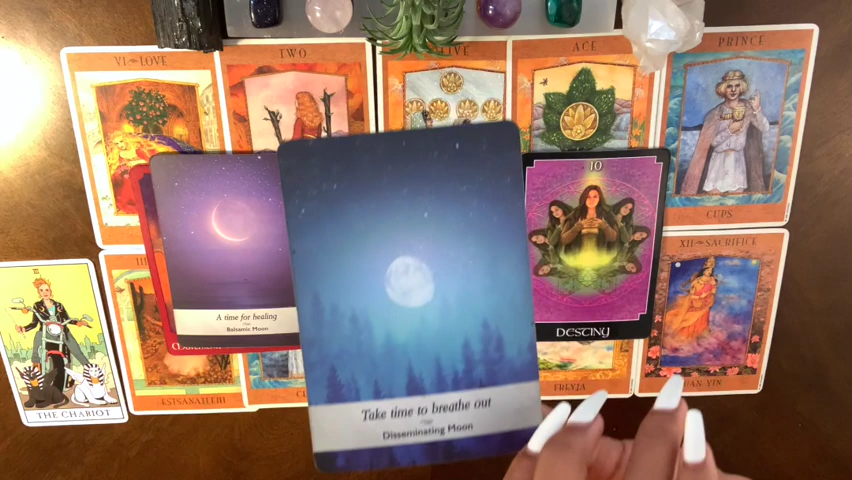 VI LOVE
TWO
FIVE
ACE
PRINCE
CUPS
A time for healing
Balsamic Moon
10
DESTINY
XII SACRIFICE
THE CHARIOT
ESTSANATLEHI
Take time to breathe out
Disseminating Moon
FREYJA